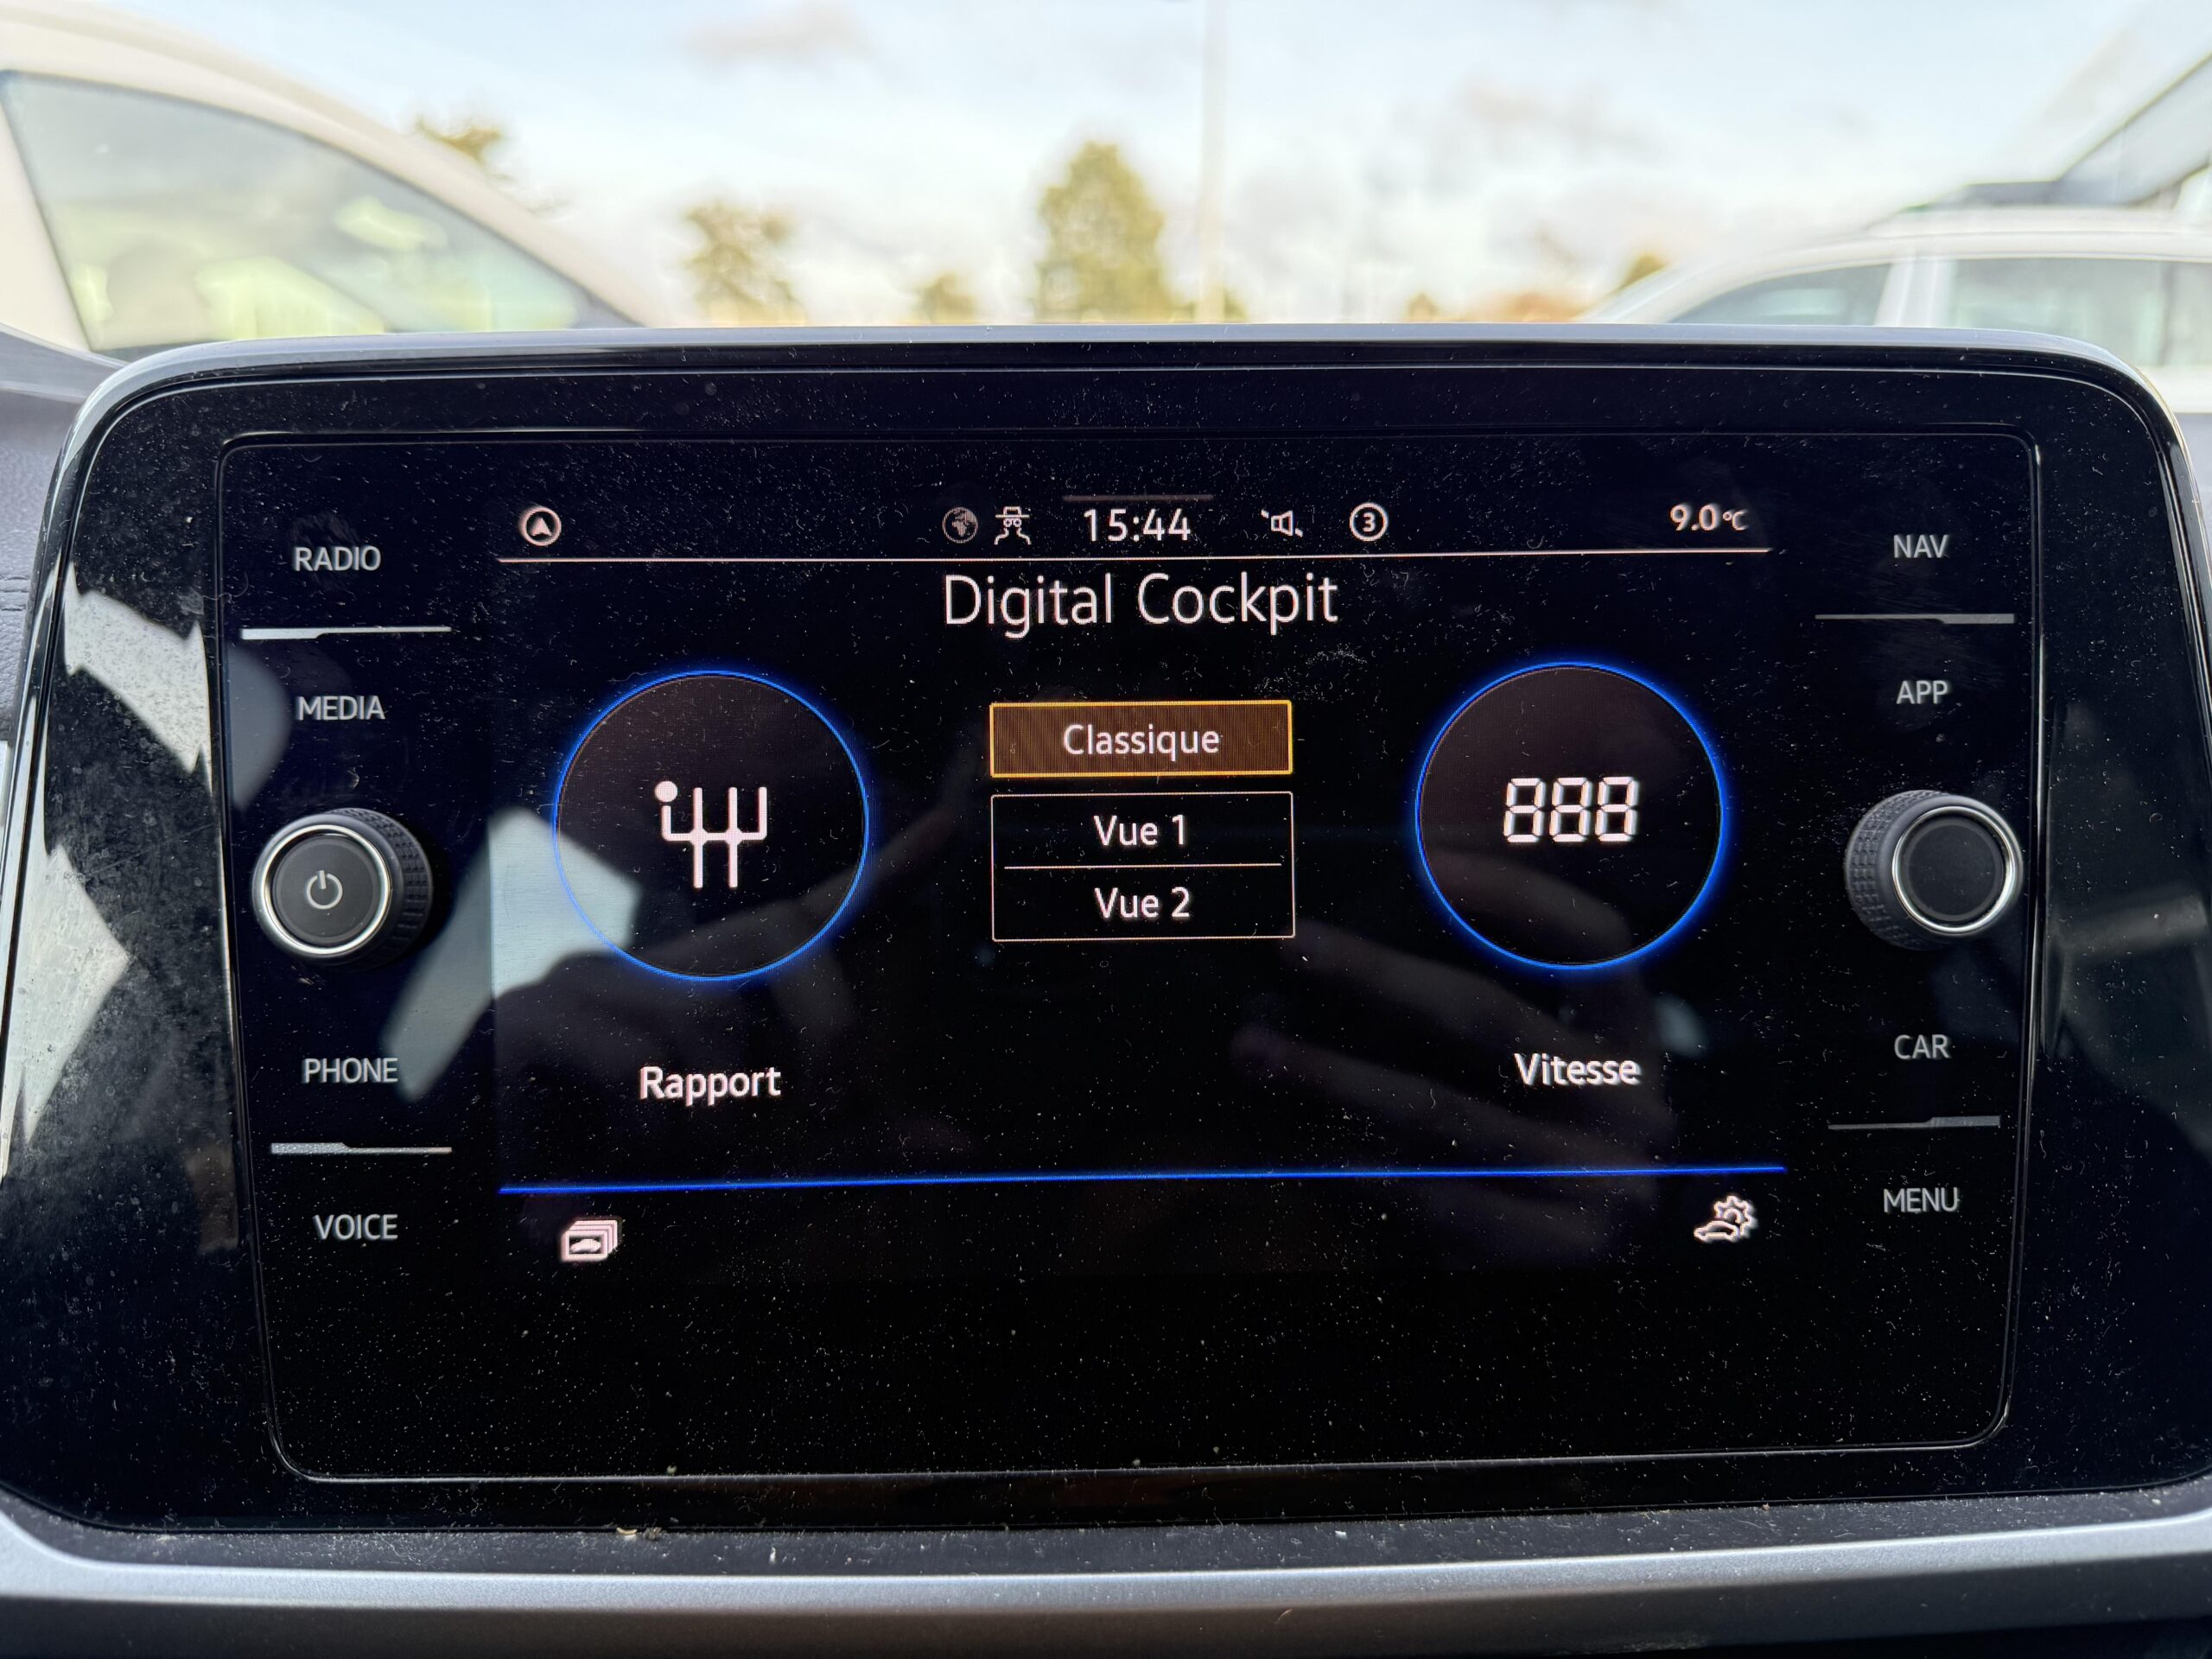 RADIO
MEDIA
PHONE
VOICE
15:44
3
9.0°C
Digital Cockpit
Classique
Vue 1
Vue 2
888
Rapport
Vitesse
NAV
APP
CAR
MENU